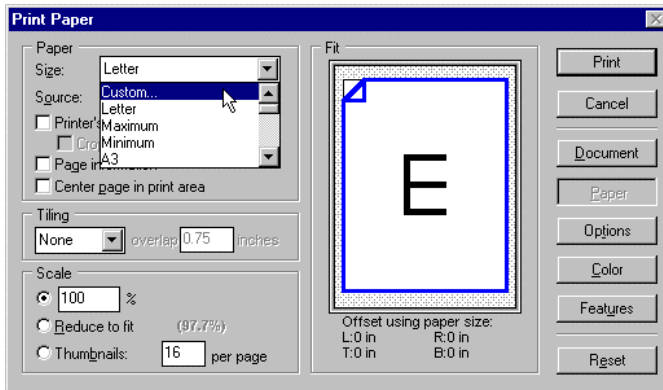 Print Paper
Paper
Size: Letter
Custom...
Source:
Letter
Printer's
Maximum
Cro
Minimum
Page in
A3
Center page in print area
Tiling
None overlap 0.75 inches
Scale
100 %
Reduce to fit (97.7%)
Thumbnails: 16 per page
Fit
E
Offset using paper size:
L:0 in R:0 in
T:0 in B:0 in
Print
Cancel
Document
Paper
Options
Color
Features
Reset